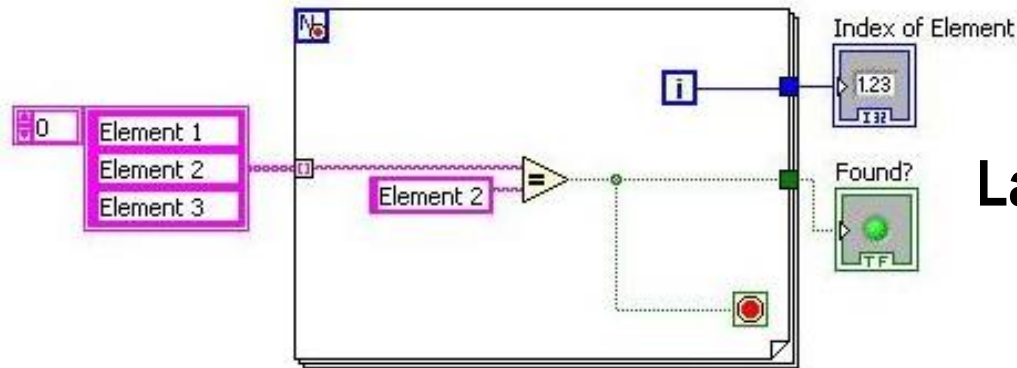 N
Index of Element
i
1.23
I32
0
Element 1
Element 2
Element 3
Element 2
=
Found?
TF
La